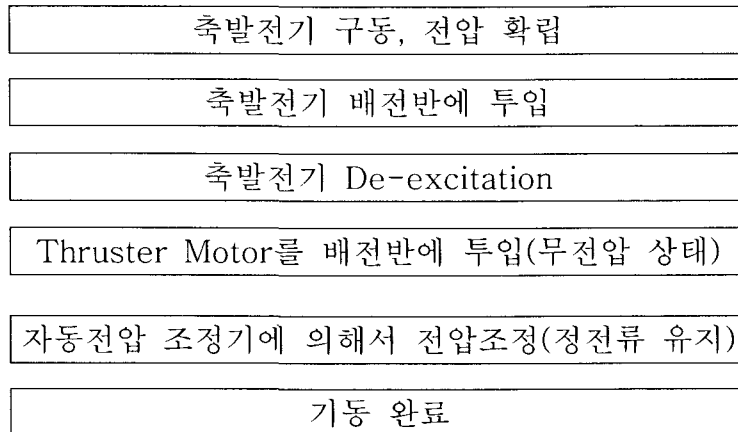 축발전기 구동, 전압 확립
축발전기 배전반에 투입
축발전기 De-excitation
Thruster Motor를 배전반에 투입(무전압 상태)
자동전압 조정기에 의해서 전압조정(정전류 유지)
기동 완료